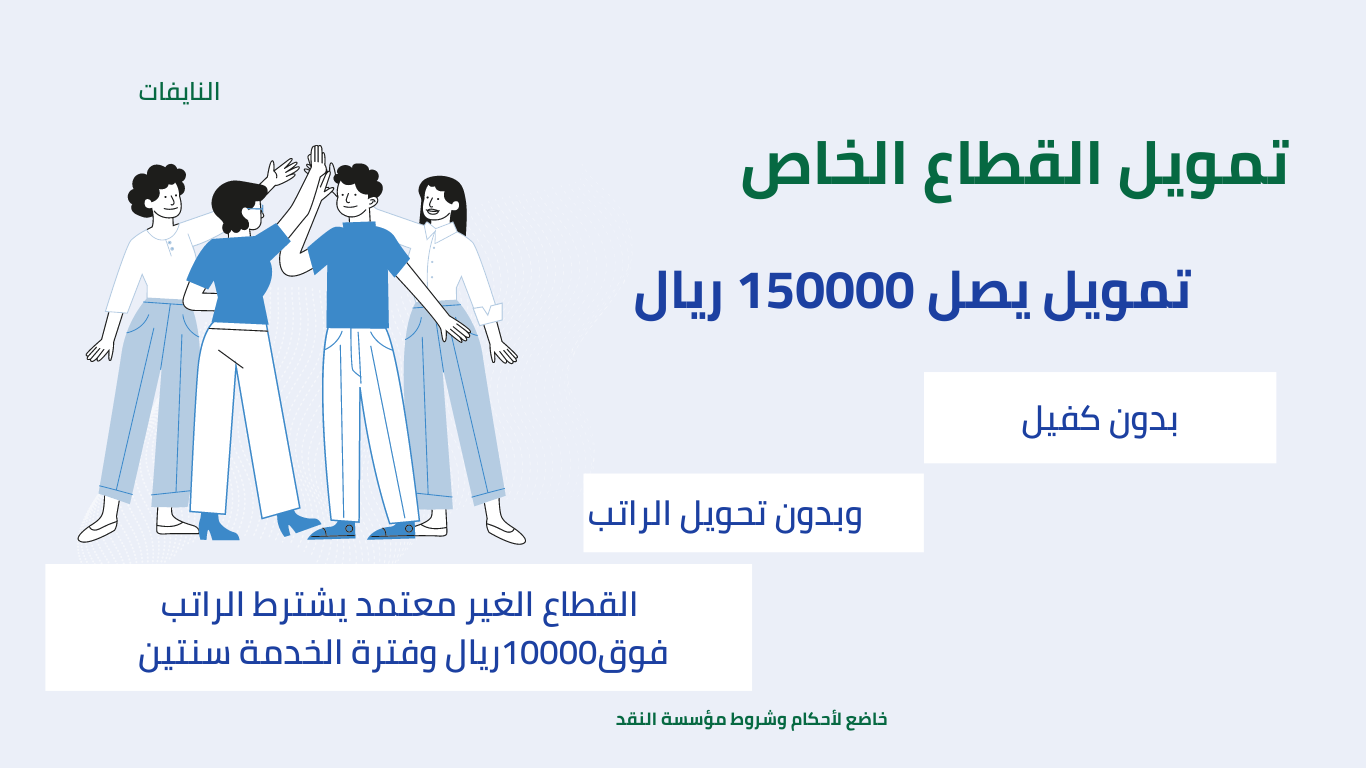 النايفات
تمويل القطاع الخاص
تمويل يصل 150000 ريال
بدون كفيل
وبدون تحويل الراتب
القطاع الغير معتمد يشترط الراتب
فوق10000ريال وفترة الخدمة سنتين
خاضع لأحكام وشروط مؤسسة النقد